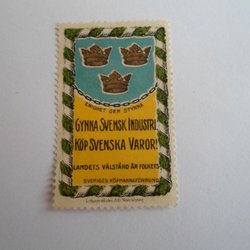 ENIGHET GER STYRKA
GYNNA SVENSK INDUSTRI
KÖP SVENSKA VAROR!
LANDETS VÄLSTÅND ÄR FOLKETS
SVERIGES KÖPMANNAFÖRBUND